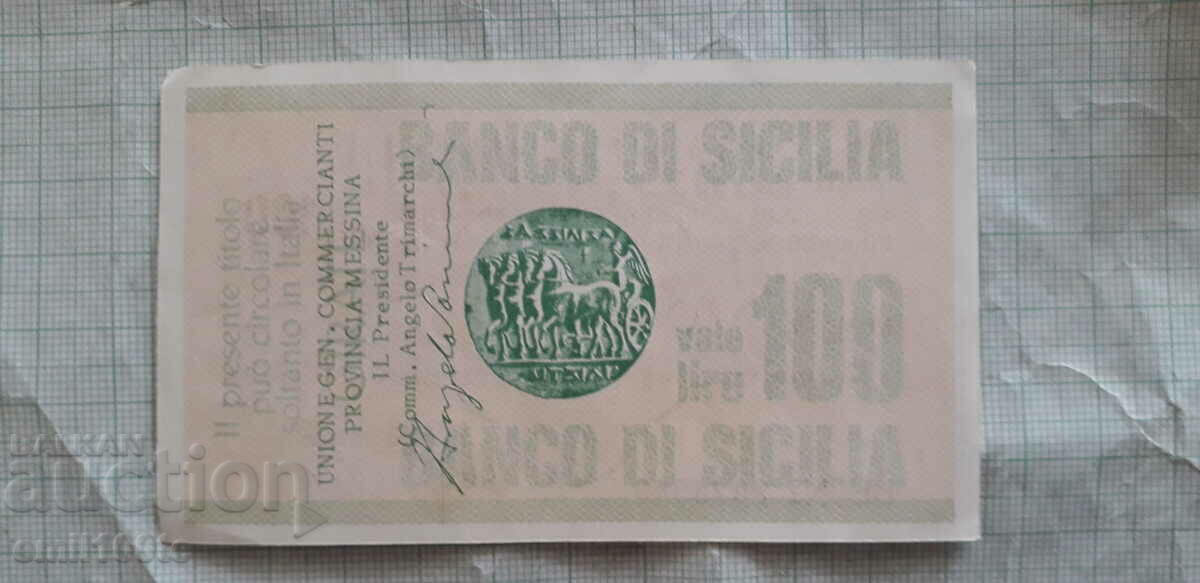 BANCO DI SICILIA
Il presente titolo
può circolare
soltanto in Italia
UNIONE GEN. COMMERCIANTI
PROVINCIA MESSINA
IL Presidente
(Comm. Angelo Trimarchi)
vale
lire
100
BANCO DI SICILIA
BALKAN
auction